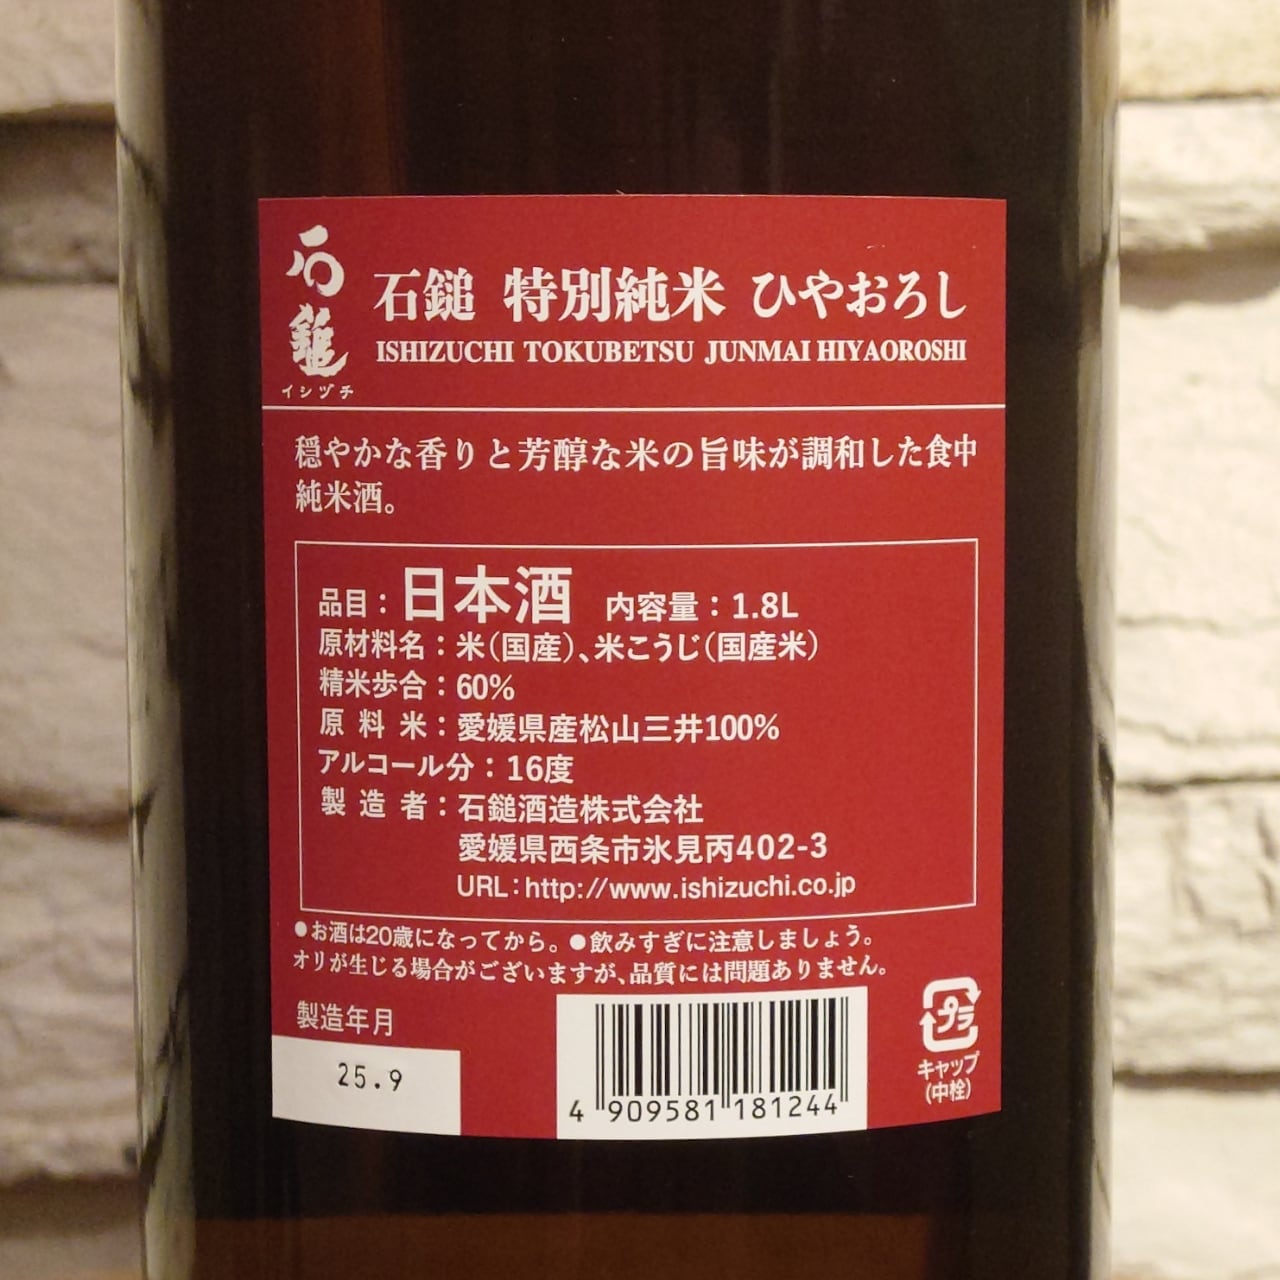 石鎚
イシヅチ
石鎚 特別純米 ひやおろし
ISHIZUCHI TOKUBETSU JUNMAI HIYAOROSHI
穏やかな香りと芳醇な米の旨味が調和した食中
純米酒。
品目：日本酒 内容量：1.8L
原材料名：米（国産）、米こうじ（国産米）
精米歩合：60%
原料米：愛媛県産松山三井100%
アルコール分：16度
製造者：石鎚酒造株式会社
愛媛県西条市氷見丙402-3
URL：http://www.ishizuchi.co.jp
●お酒は20歳になってから。●飲みすぎに注意しましょう。
オリが生じる場合がございますが、品質には問題ありません。
製造年月
25.9
4 909581 181244
プラ
キャップ
（中栓）